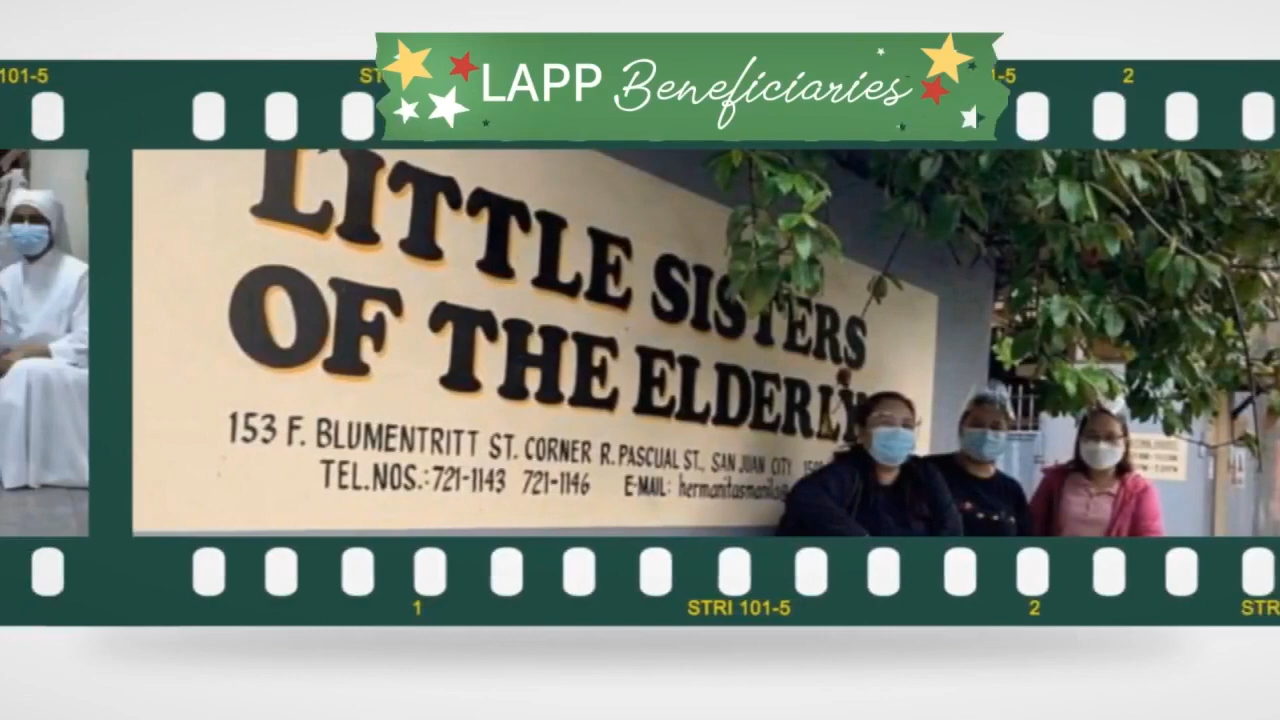 LAPP Beneficiaries
101-5
2
LITTLE SISTERS
OF THE ELDERLY
153 F. BLUMENTRITT ST. CORNER R. PASCUAL ST., SAN JUAN CITY
TEL.NOS.: 721-1143 721-1146 E-MAIL:
1
STRI 101-5
2